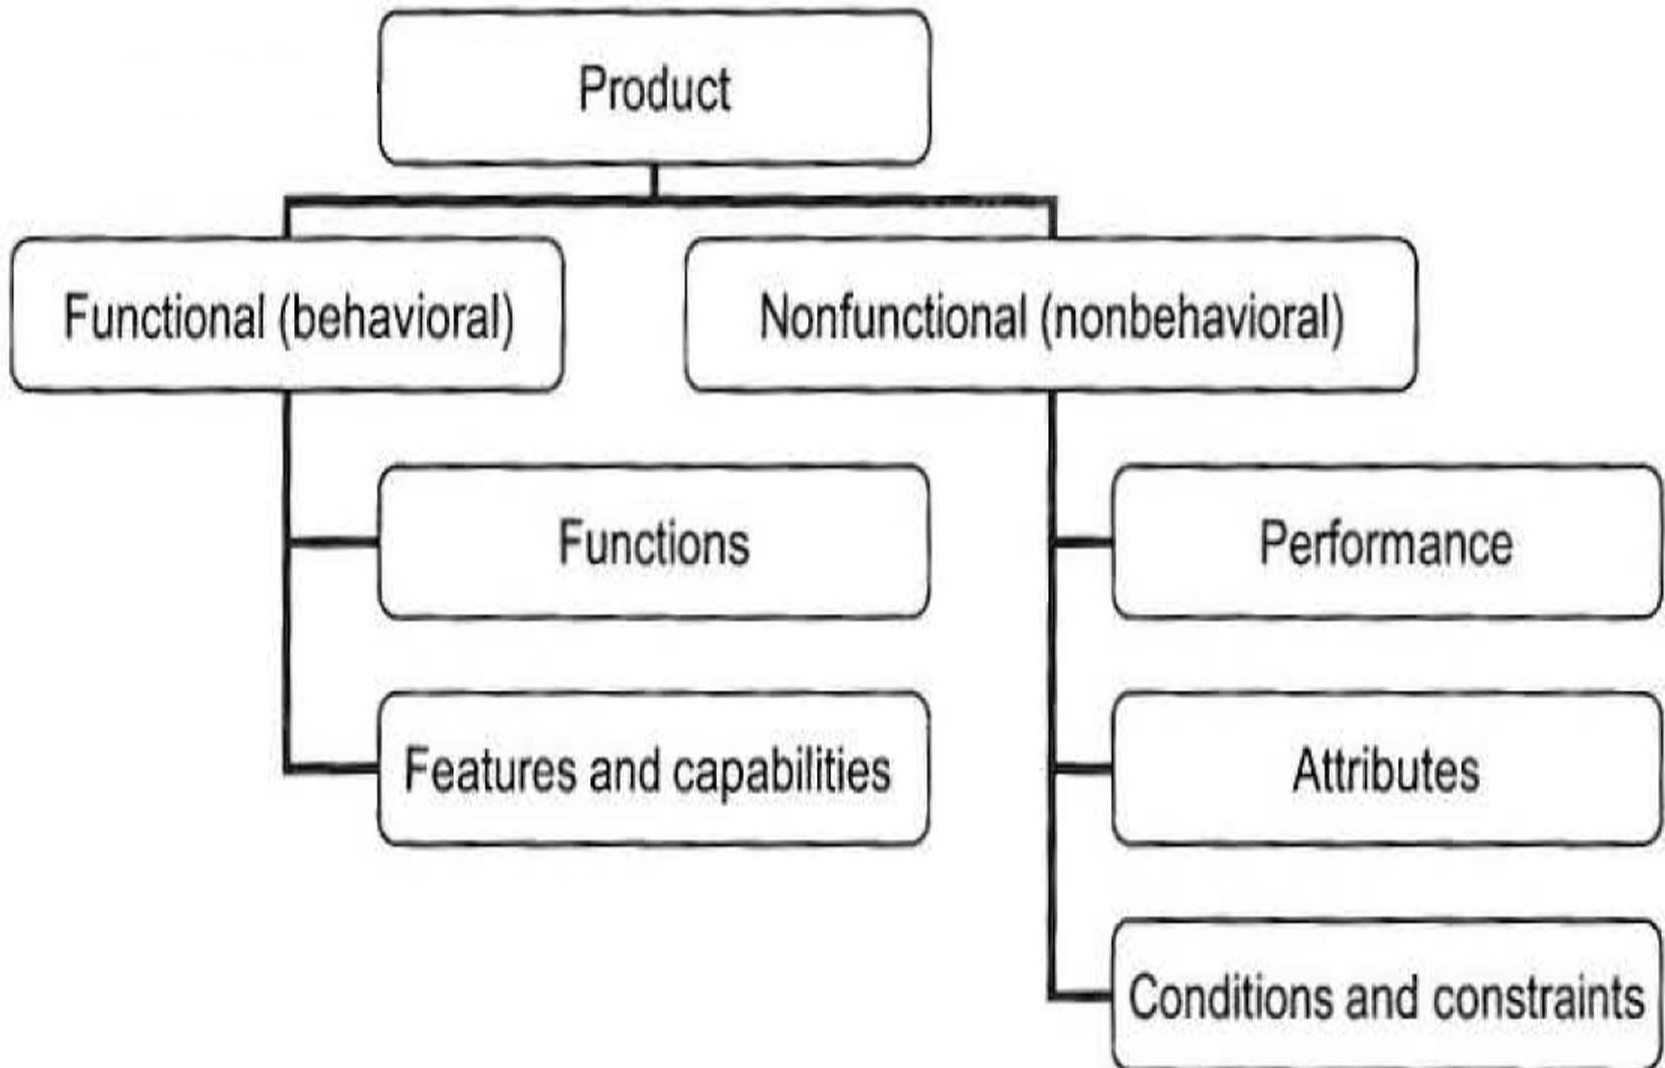 Product
Functional (behavioral)
Nonfunctional (nonbehavioral)
Functions
Performance
Features and capabilities
Attributes
Conditions and constraints